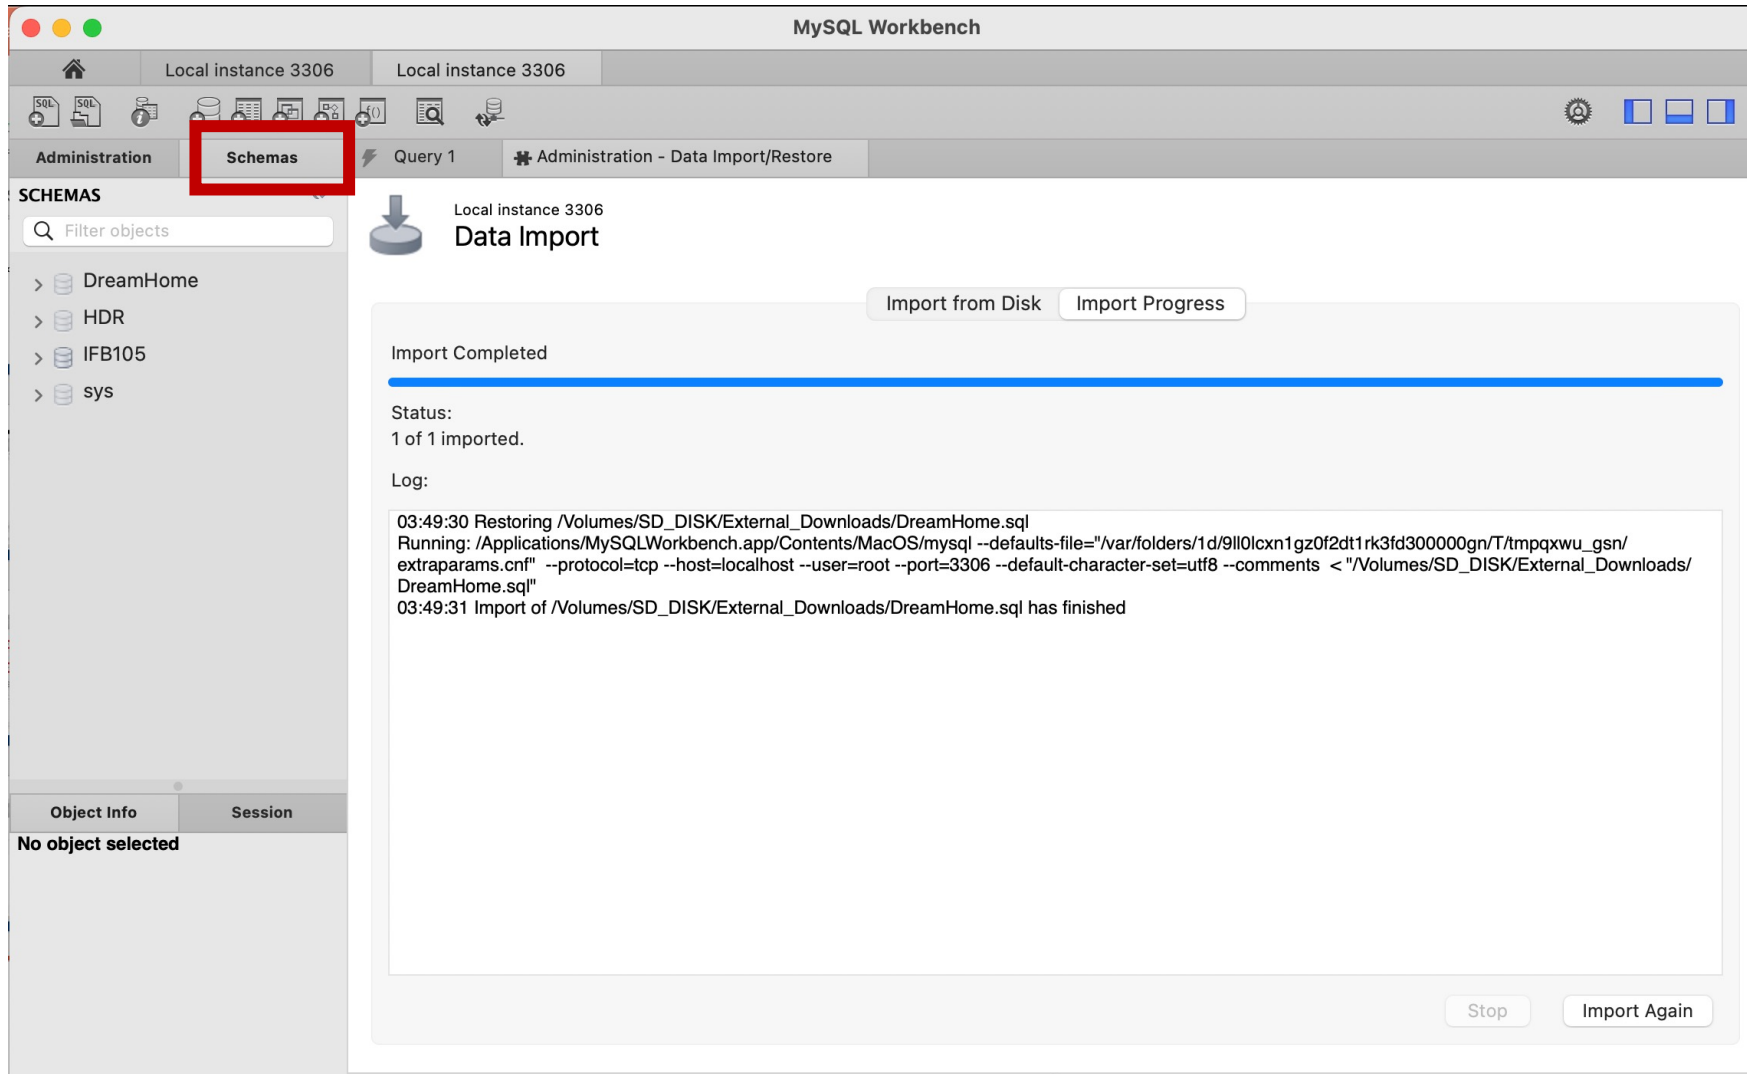 MySQL Workbench
Local instance 3306
Local instance 3306
SQL
SQL
f()
Administration
Schemas
Query 1
Administration - Data Import/Restore
SCHEMAS
Filter objects
DreamHome
HDR
IFB105
sys
Object Info
Session
No object selected
Local instance 3306
Data Import
Import from Disk
Import Progress
Import Completed
Status:
1 of 1 imported.
Log:
03:49:30 Restoring /Volumes/SD_DISK/External_Downloads/DreamHome.sql
Running: /Applications/MySQLWorkbench.app/Contents/MacOS/mysql --defaults-file="/var/folders/1d/9ll0lcxn1gz0f2dt1rk3fd300000gn/T/tmpqxwu_gsn/
extraparams.cnf"  --protocol=tcp --host=localhost --user=root --port=3306 --default-character-set=utf8 --comments  < "/Volumes/SD_DISK/External_Downloads/
DreamHome.sql"
03:49:31 Import of /Volumes/SD_DISK/External_Downloads/DreamHome.sql has finished
Stop
Import Again